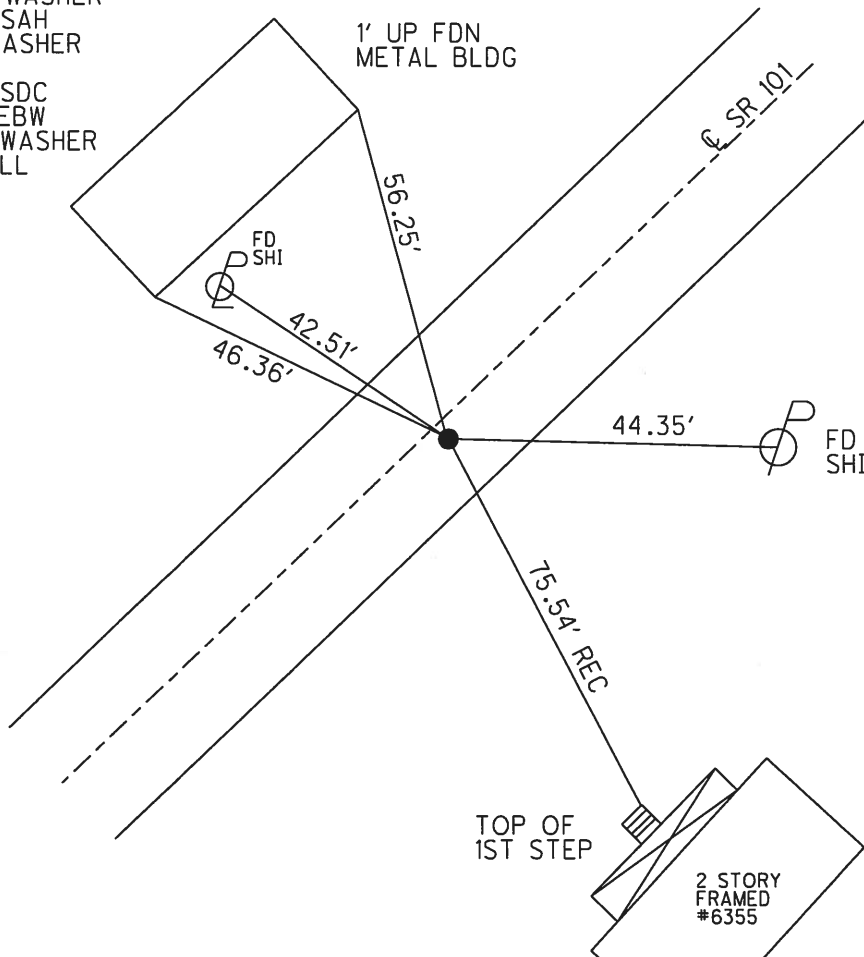 WASHER
SAH
ASHER
SDC
EBW
WASHER
LL
1' UP FDN
METAL BLDG
℄ SR 101
56.25'
FD
SHI
42.51'
46.36'
44.35'
FD
SHI
75.54' REC
TOP OF
1ST STEP
2 STORY
FRAMED
#6355